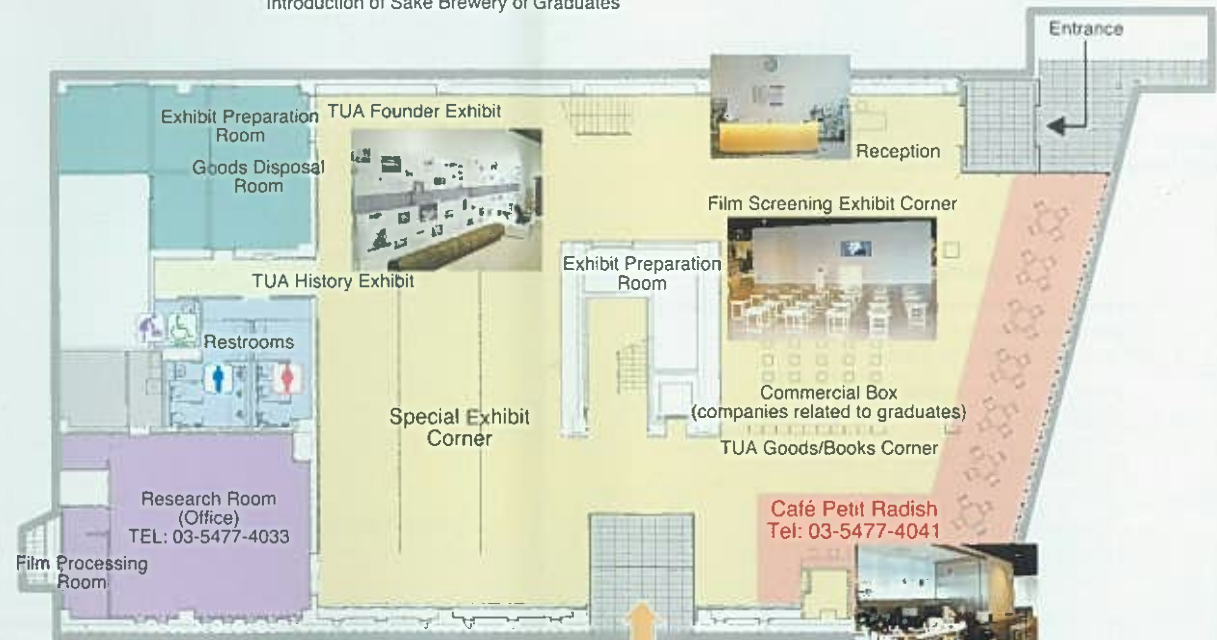 Introduction of Sake Brewery of Graduates
Entrance
Exhibit Preparation
Room
TUA Founder Exhibit
Goods Disposal
Room
Reception
Film Screening Exhibit Corner
Exhibit Preparation
Room
TUA History Exhibit
Restrooms
Commercial Box
(companies related to graduates)
Special Exhibit
Corner
TUA Goods/Books Corner
Research Room
(Office)
TEL: 03-5477-4033
Café Petit Radish
Tel: 03-5477-4041
Film Processing
Room